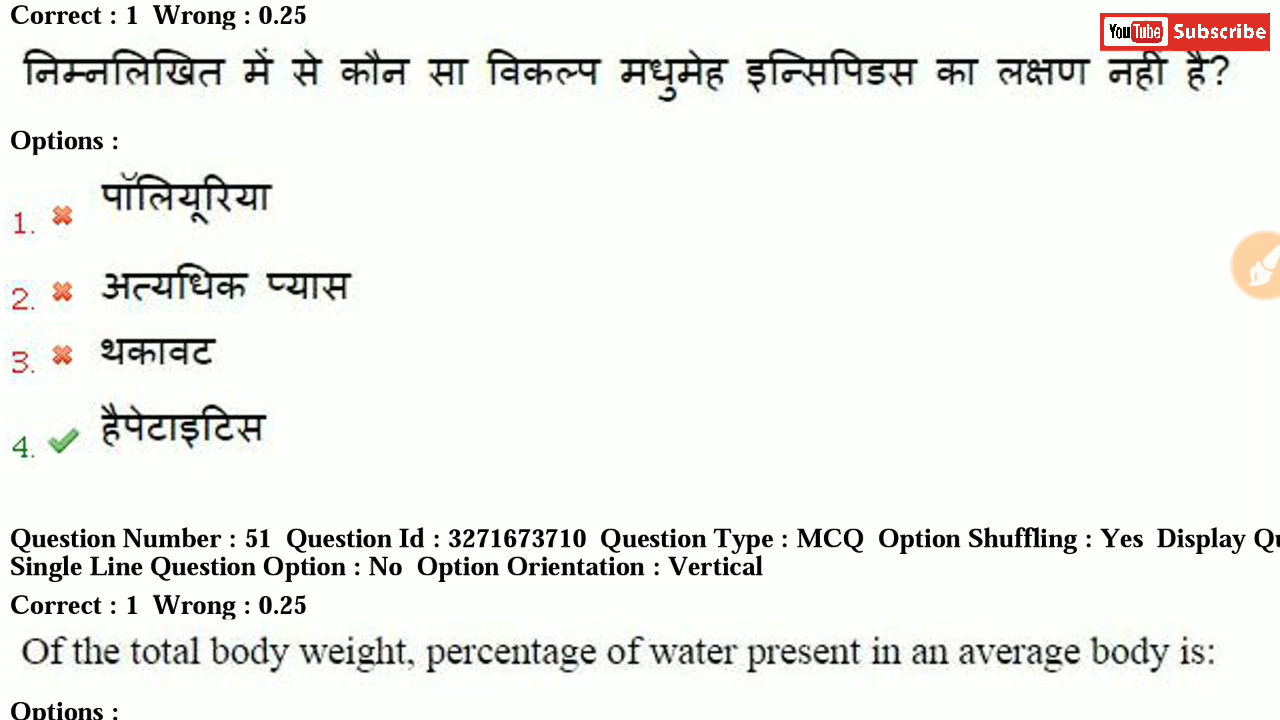 Correct : 1 Wrong : 0.25
YouTube Subscribe
निम्नलिखित में से कौन सा विकल्प मधुमेह इन्सिपिडस का लक्षण नही है?
Options :
1. पॉलियूरिया
2. अत्यधिक प्यास
3. थकावट
4. हैपेटाइटिस
Question Number : 51 Question Id : 3271673710 Question Type : MCQ Option Shuffling : Yes Display Qu
Single Line Question Option : No Option Orientation : Vertical
Correct : 1 Wrong : 0.25
Of the total body weight, percentage of water present in an average body is:
Options :